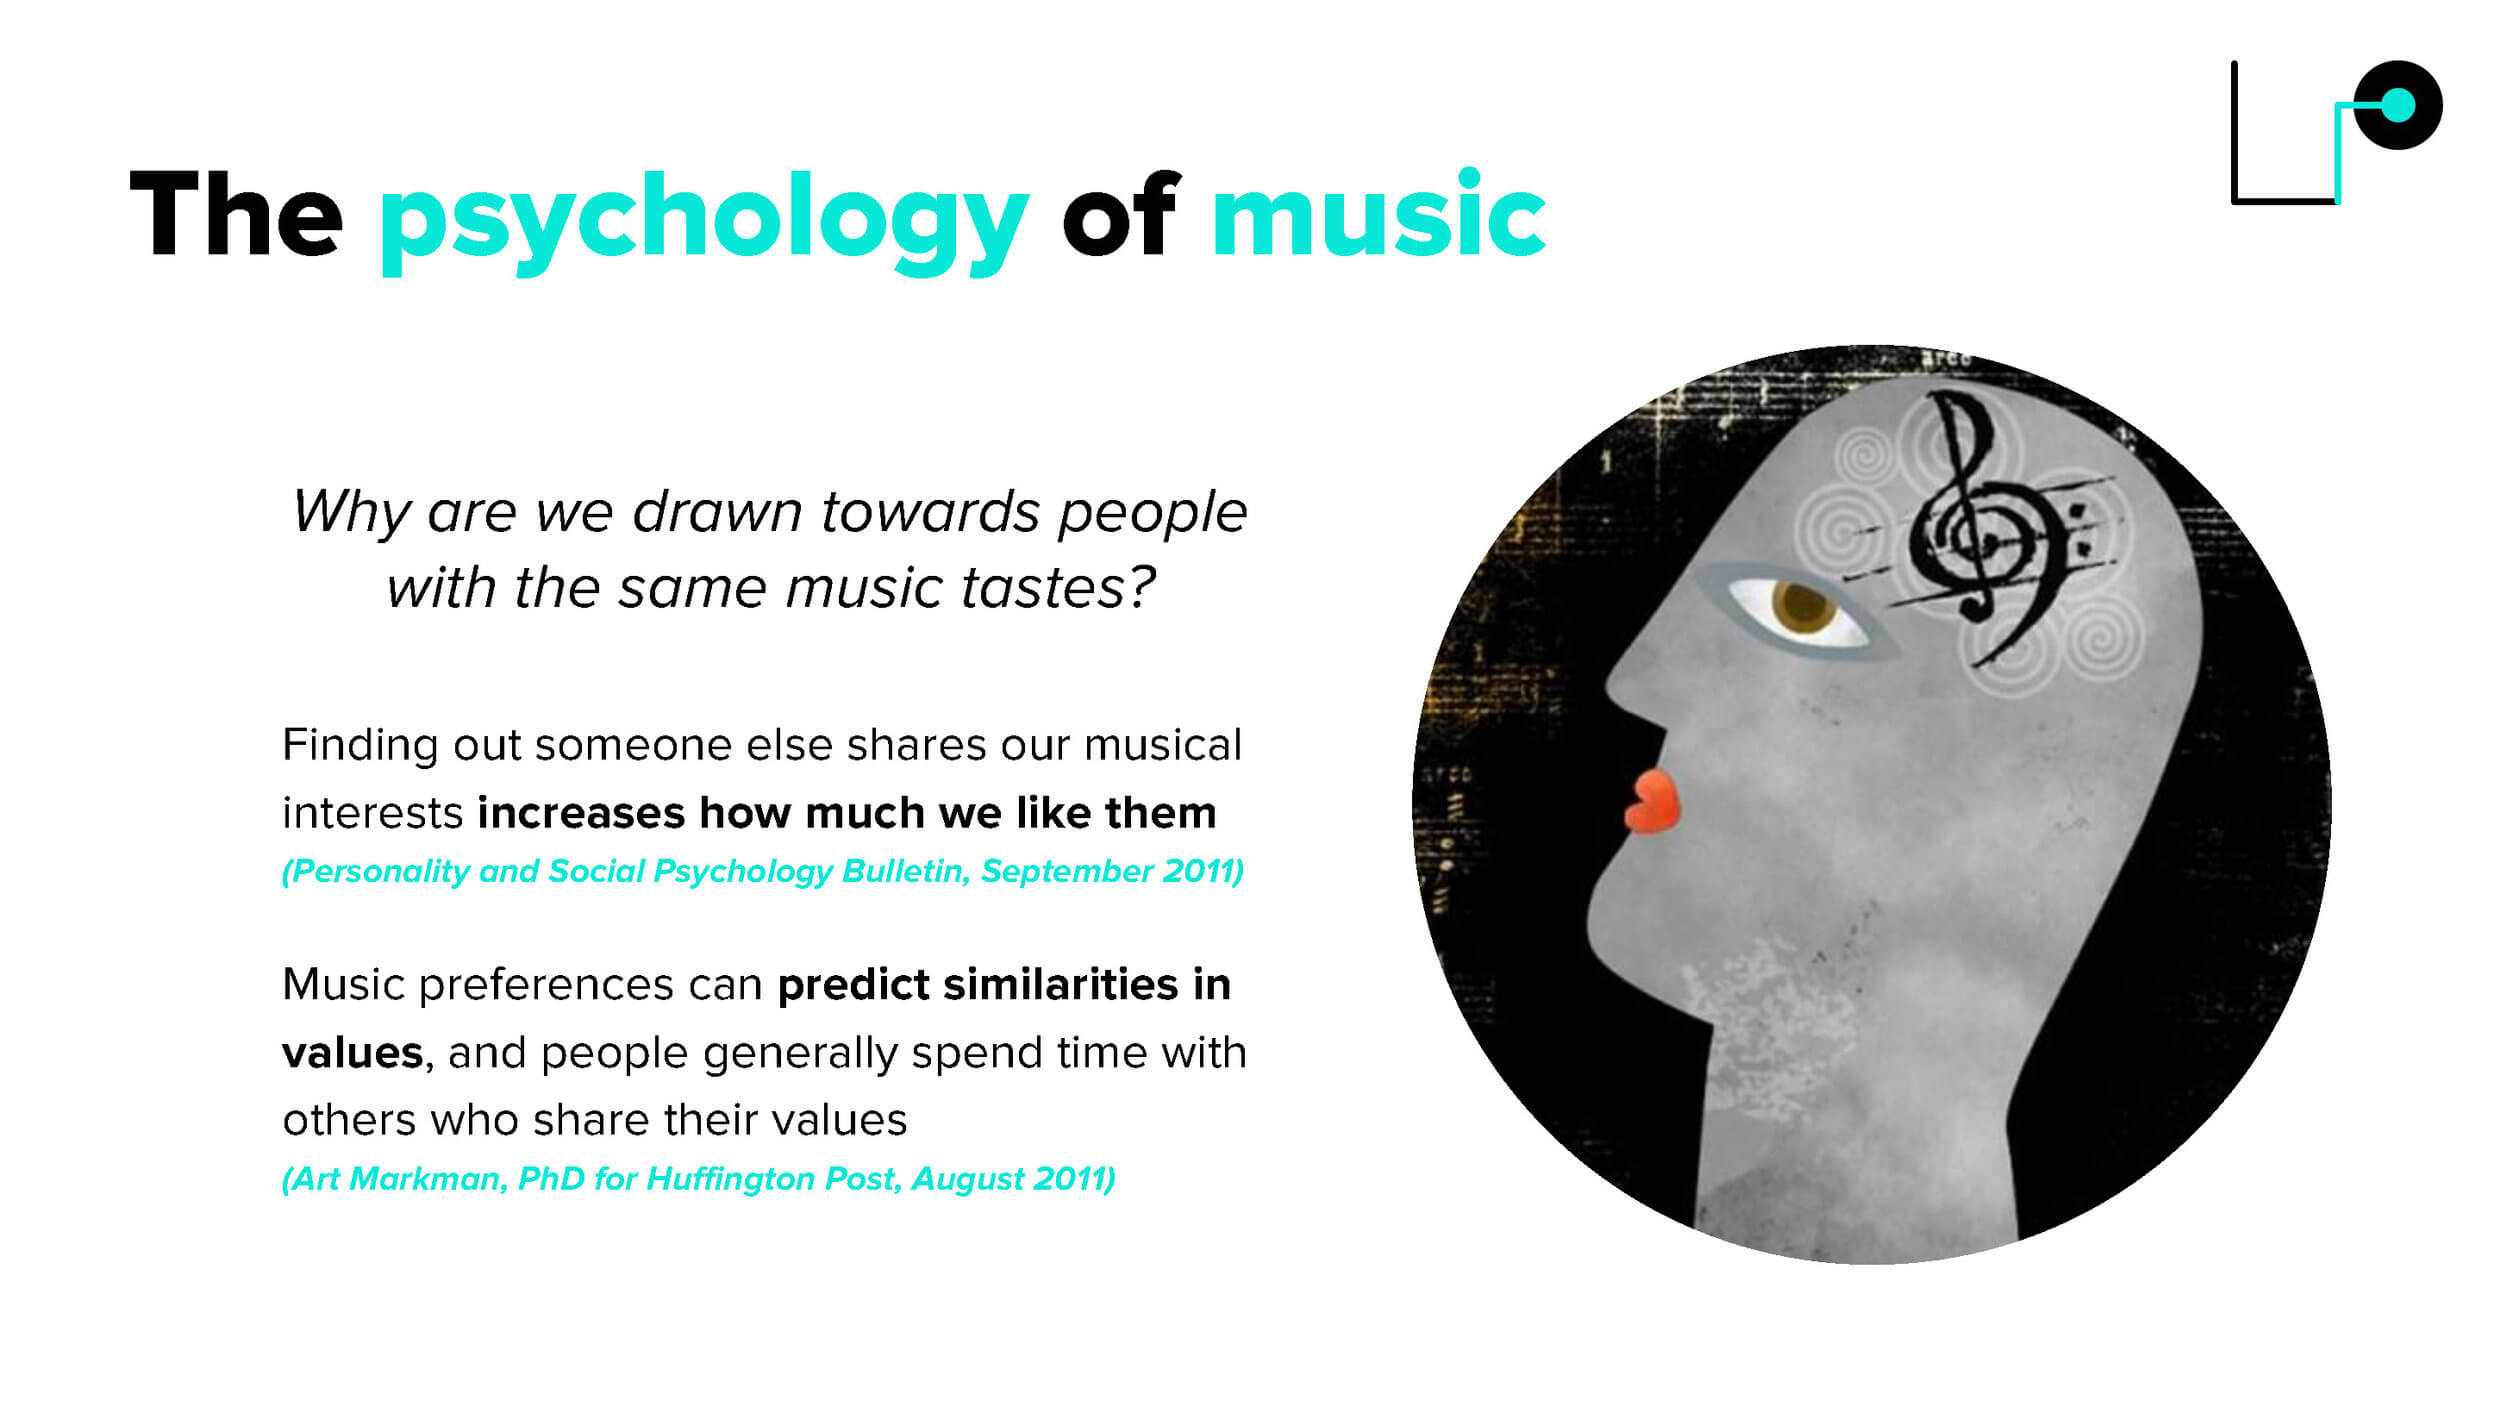 The psychology of music
Why are we drawn towards people
with the same music tastes?
Finding out someone else shares our musical
interests increases how much we like them
(Personality and Social Psychology Bulletin, September 2011)
Music preferences can predict similarities in
values, and people generally spend time with
others who share their values
(Art Markman, PhD for Huffington Post, August 2011)
arco
arco